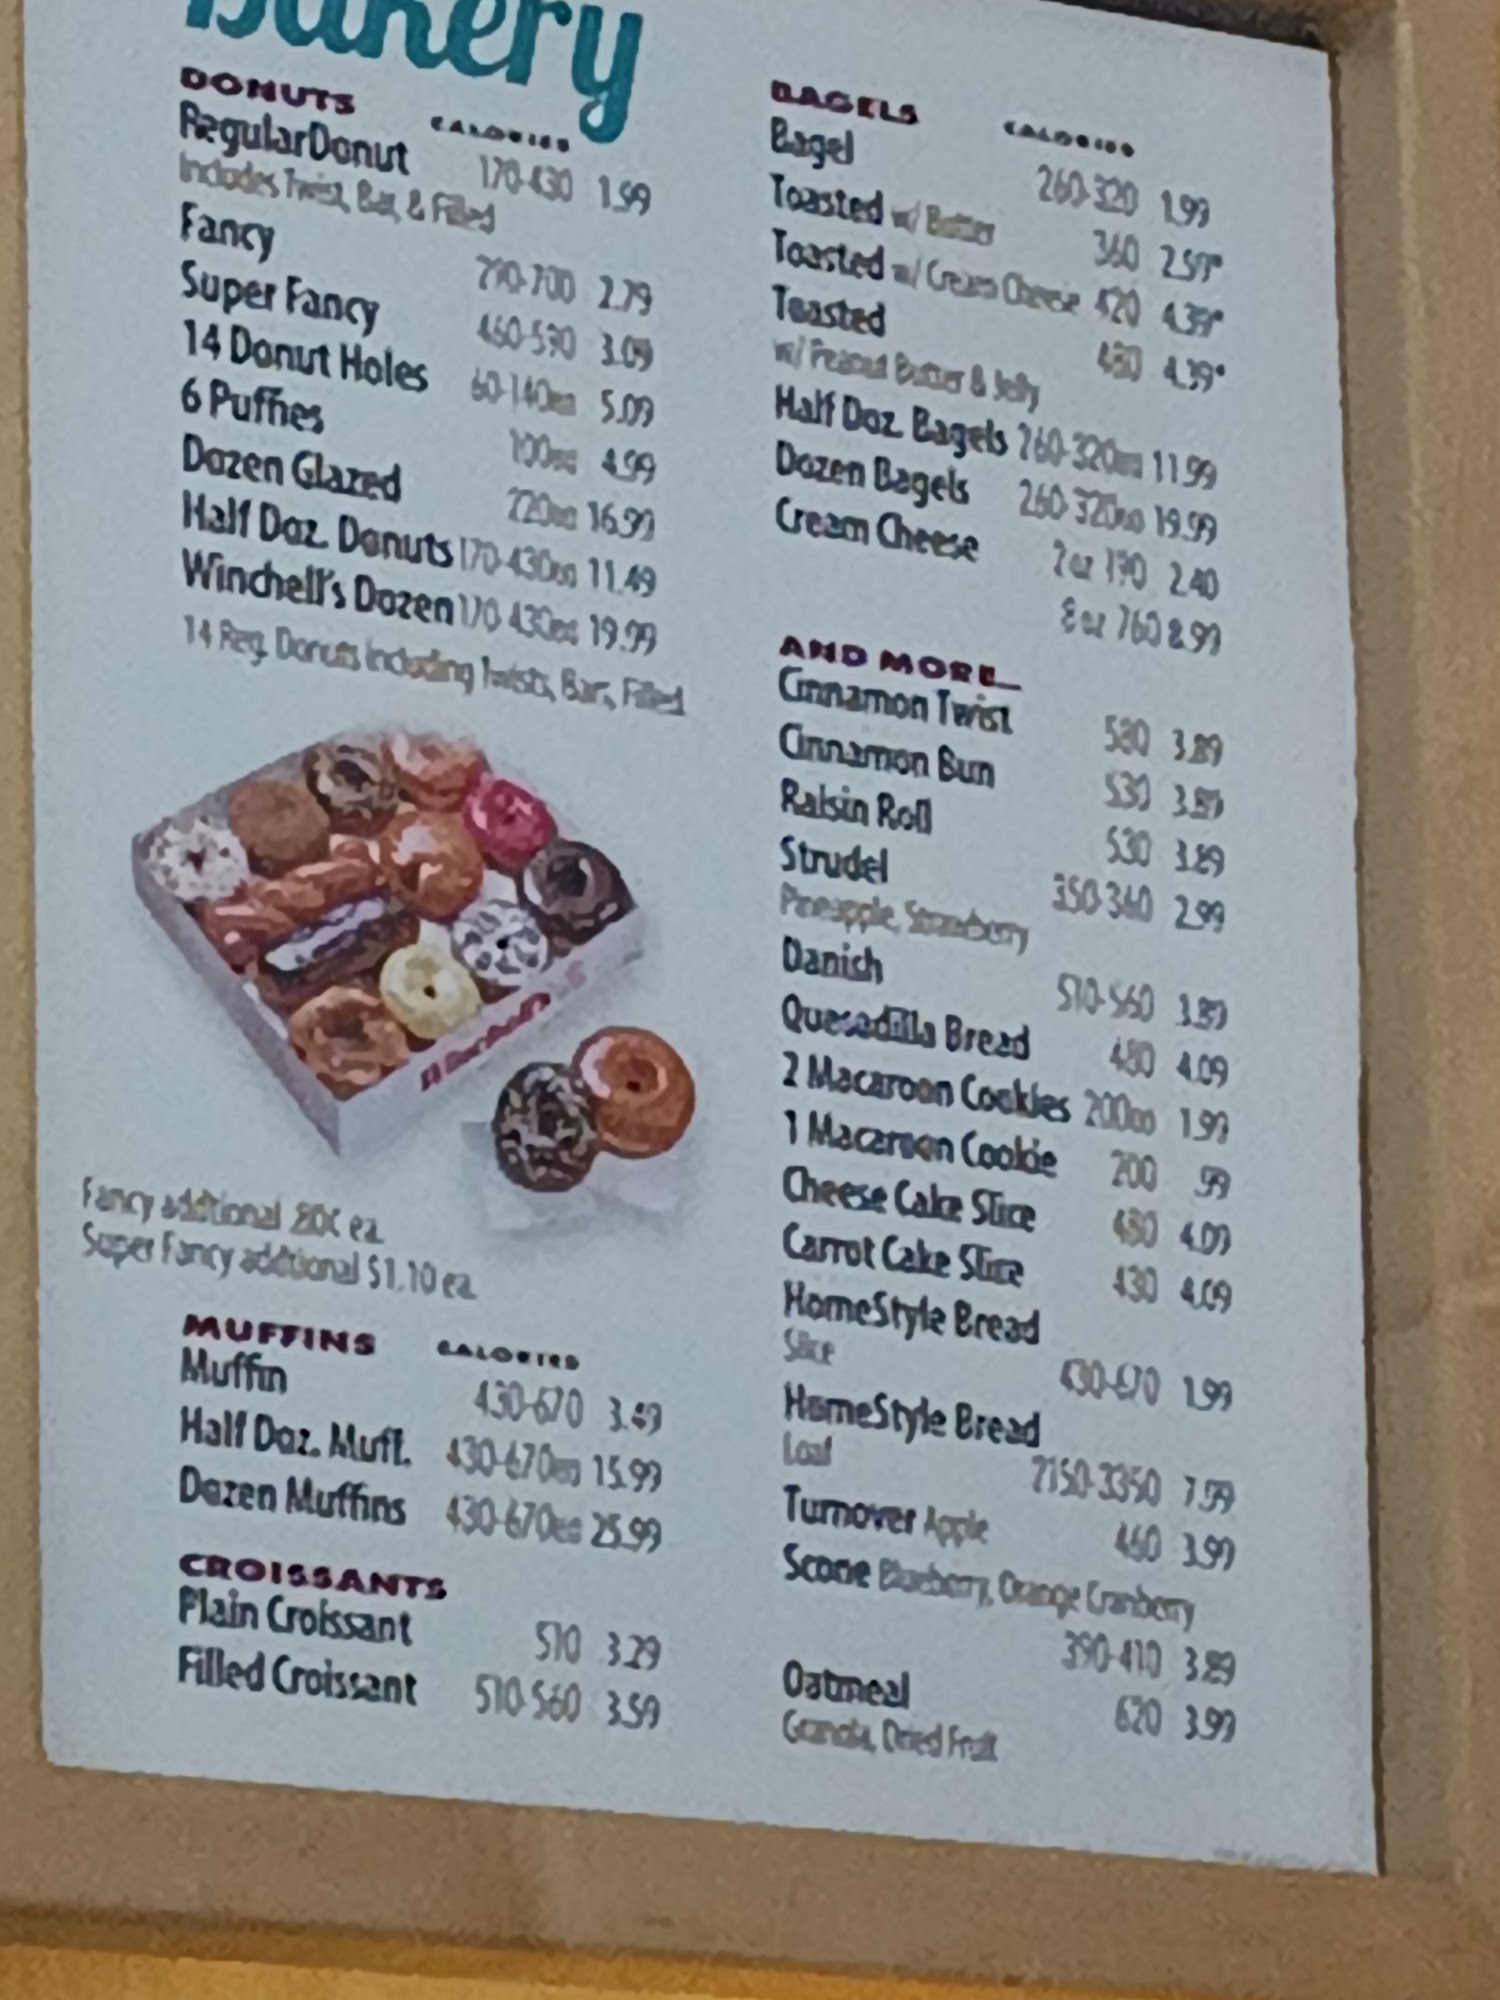 Bakery
DONUTS CALORIES
Regular Donut 170-430 1.99
Includes Twist, Bar, & Filled
Fancy 290-700 2.79
Super Fancy 460-590 3.09
14 Donut Holes 60-140ea 5.09
6 Puffies 100ea 4.99
Dozen Glazed 220ea 16.99
Half Doz. Donuts 170-430ea 11.49
Winchell's Dozen 170-430ea 19.99
14 Reg. Donuts Including Twists, Bars, Filled
Fancy additional 80¢ ea.
Super Fancy additional $1.10 ea.
MUFFINS CALORIES
Muffin 430-670 3.49
Half Doz. Muff. 430-670ea 15.99
Dozen Muffins 430-670ea 25.99
CROISSANTS
Plain Croissant 510 3.29
Filled Croissant 510-560 3.59
BAGELS CALORIES
Bagel 260-320 1.99
Toasted w/ Butter 360 2.59*
Toasted w/ Cream Cheese 420 4.39*
Toasted 4.39*
w/ Peanut Butter & Jelly
Half Doz. Bagels 260-320ea 11.99
Dozen Bagels 260-320ea 19.99
Cream Cheese 2 oz 190 2.40
8 oz 760 8.99
AND MORE...
Cinnamon Twist 580 3.89
Cinnamon Bun 530 3.89
Raisin Roll 530 3.89
Strudel 350-360 2.99
Pineapple, Strawberry
Danish 510-560 3.89
Quesadilla Bread 480 4.09
2 Macaroon Cookies 200ea 1.99
1 Macaroon Cookie 200 .99
Cheese Cake Slice 4.09
Carrot Cake Slice 430 4.09
HomeStyle Bread
Slice 430-670 1.99
HomeStyle Bread
Loaf 2150-3350 7.99
Turnover Apple 460 3.99
Scone Blueberry, Orange Cranberry
390-410 3.89
Oatmeal 620 3.99
Granola, Dried Fruit